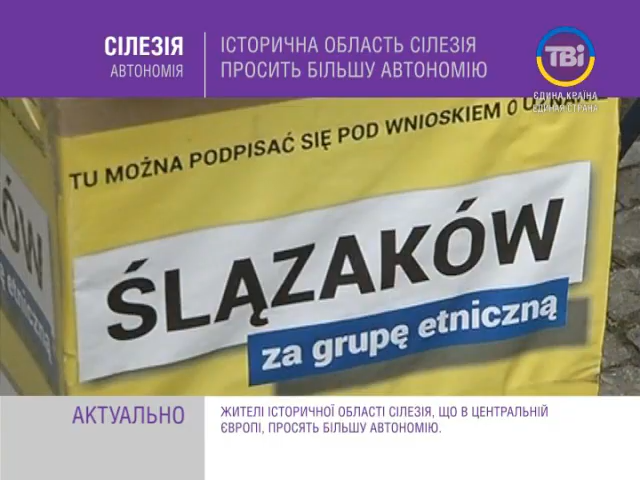 СІЛЕЗІЯ
АВТОНОМІЯ
ІСТОРИЧНА ОБЛАСТЬ СІЛЕЗІЯ
ПРОСИТЬ БІЛЬШУ АВТОНОМІЮ
ТВі
ЄДИНА КРАЇНА
ЕДИНАЯ СТРАНА
TU MOŻNA PODPISAĆ SIĘ POD WNIOSKIEM O
ŚLĄZAKÓW
za grupę etniczną
ÓW
etniczną
АКТУАЛЬНО
ЖИТЕЛІ ІСТОРИЧНОЇ ОБЛАСТІ СІЛЕЗІЯ, ЩО В ЦЕНТРАЛЬНІЙ
ЄВРОПІ, ПРОСЯТЬ БІЛЬШУ АВТОНОМІЮ.